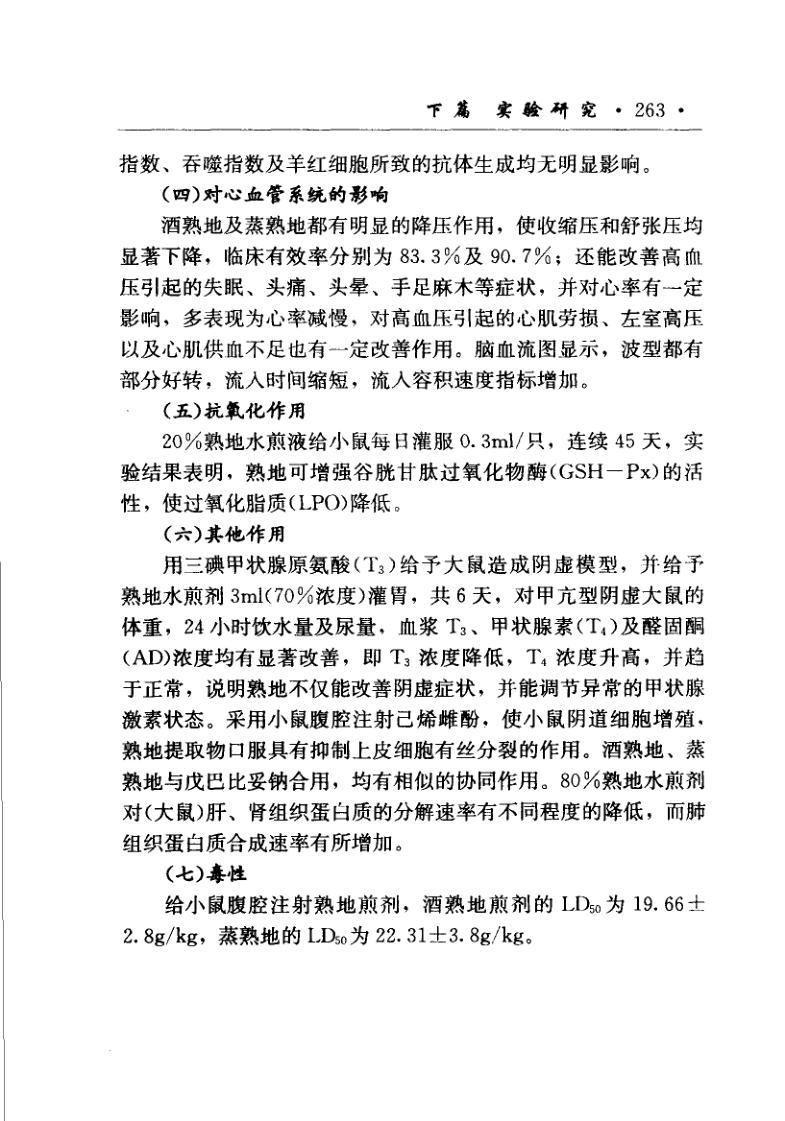 下篇 实验研究 · 263 ·
指数、吞噬指数及羊红细胞所致的抗体生成均无明显影响。
(四)对心血管系统的影响
酒熟地及蒸熟地都有明显的降压作用，使收缩压和舒张压均
显著下降，临床有效率分别为 83.3%及 90.7%；还能改善高血
压引起的失眠、头痛、头晕、手足麻木等症状，并对心率有一定
影响，多表现为心率减慢，对高血压引起的心肌劳损、左室高压
以及心肌供血不足也有一定改善作用。脑血流图显示，波型都有
部分好转，流入时间缩短，流入容积速度指标增加。
(五)抗氧化作用
20%熟地水煎液给小鼠每日灌服 0.3ml/只，连续 45 天，实
验结果表明，熟地可增强谷胱甘肽过氧化物酶(GSH－Px)的活
性，使过氧化脂质(LPO)降低。
(六)其他作用
用三碘甲状腺原氨酸(T₃)给予大鼠造成阴虚模型，并给予
熟地水煎剂 3ml(70%浓度)灌胃，共 6 天，对甲亢型阴虚大鼠的
体重，24 小时饮水量及尿量，血浆 T₃、甲状腺素(T₄)及醛固酮
(AD)浓度均有显著改善，即 T₃ 浓度降低，T₄ 浓度升高，并趋
于正常，说明熟地不仅能改善阴虚症状，并能调节异常的甲状腺
激素状态。采用小鼠腹腔注射己烯雌酚，使小鼠阴道细胞增殖，
熟地提取物口服具有抑制上皮细胞有丝分裂的作用。酒熟地、蒸
熟地与戊巴比妥钠合用，均有相似的协同作用。80%熟地水煎剂
对(大鼠)肝、肾组织蛋白质的分解速率有不同程度的降低，而肺
组织蛋白质合成速率有所增加。
(七)毒性
给小鼠腹腔注射熟地煎剂，酒熟地煎剂的 LD₅₀ 为 19.66±
2.8g/kg，蒸熟地的 LD₅₀为 22.31±3.8g/kg。